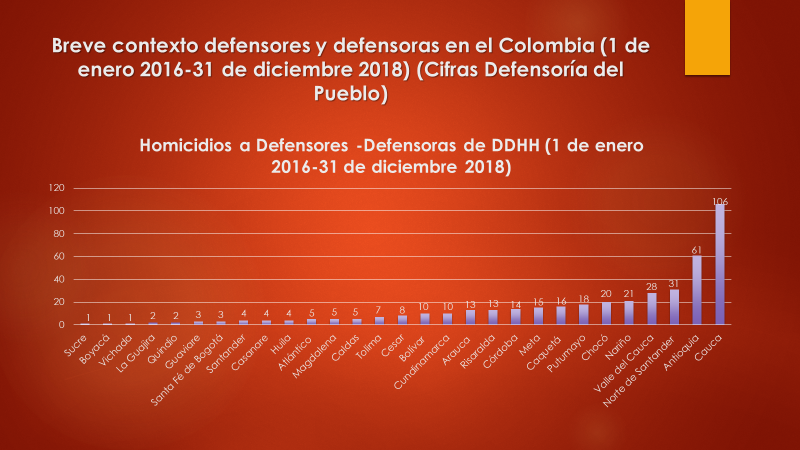 Breve contexto defensores y defensoras en el Colombia (1 de
enero 2016-31 de diciembre 2018) (Cifras Defensoría del
Pueblo)
Homicidios a Defensores -Defensoras de DDHH (1 de enero
2016-31 de diciembre 2018)
120
100
80
60
40
20
0
1 1 1 2 2 3 3 4 4 4 5 5 5 7 8 10 10 13 13 14 15 16 18 20 21 28 31 61 106
Sucre
Boyacá
Vichada
La Guajira
Quindío
Guaviare
Santa Fé de Bogotá
Santander
Casanare
Huila
Atlántico
Magdalena
Caldas
Tolima
Cesar
Bolívar
Cundinamarca
Arauca
Risaralda
Córdoba
Meta
Caquetá
Putumayo
Chocó
Nariño
Valle del Cauca
Norte de Santander
Antioquia
Cauca